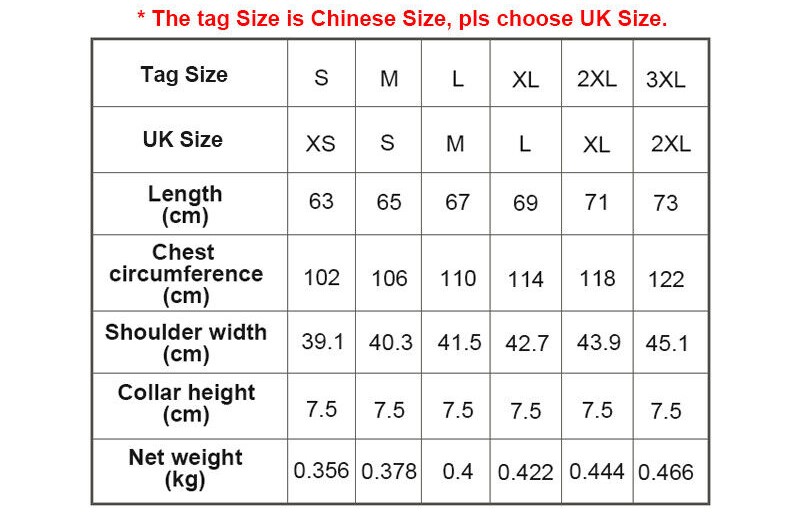 * The tag Size is Chinese Size, pls choose UK Size.
Tag Size S M L XL 2XL 3XL
UK Size XS S M L XL 2XL
Length
(cm) 63 65 67 69 71 73
Chest
circumference
(cm) 102 106 110 114 118 122
Shoulder width
(cm) 39.1 40.3 41.5 42.7 43.9 45.1
Collar height
(cm) 7.5 7.5 7.5 7.5 7.5 7.5
Net weight
(kg) 0.356 0.378 0.4 0.422 0.444 0.466